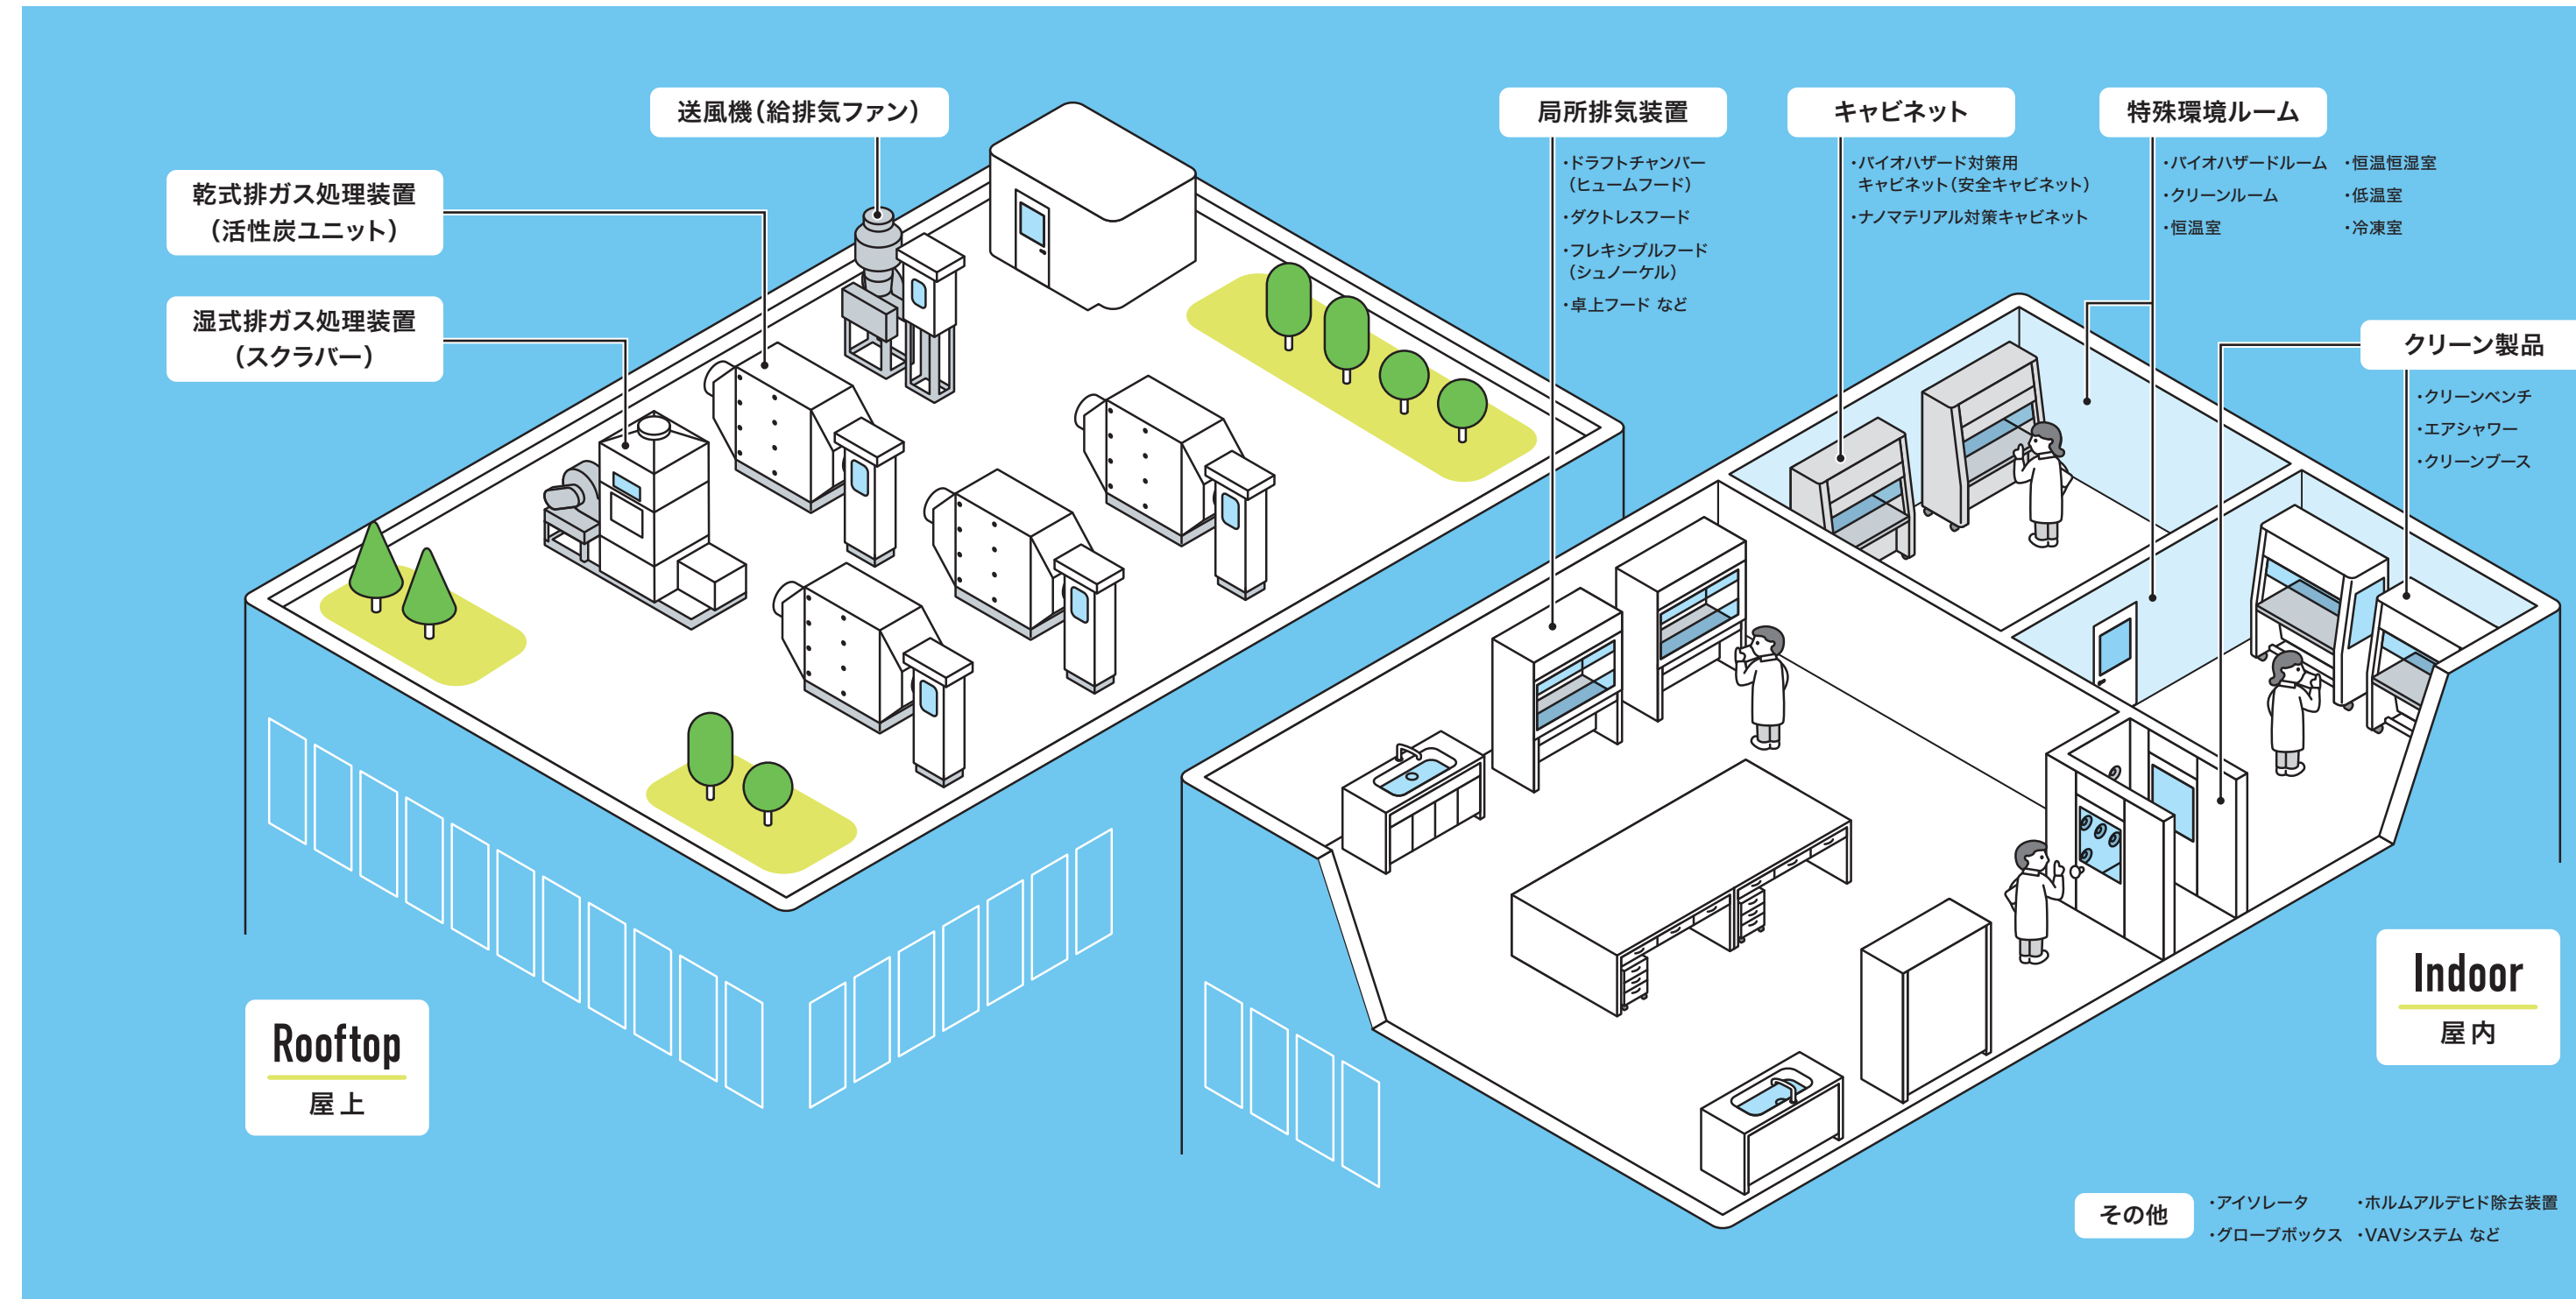 送風機(給排気ファン)
乾式排ガス処理装置
(活性炭ユニット)
湿式排ガス処理装置
(スクラバー)
Rooftop
屋上
局所排気装置
・ドラフトチャンバー
(ヒュームフード)
・ダクトレスフード
・フレキシブルフード
(シュノーケル)
・卓上フード など
キャビネット
・バイオハザード対策用
キャビネット(安全キャビネット)
・ナノマテリアル対策キャビネット
特殊環境ルーム
・バイオハザードルーム ・恒温恒湿室
・クリーンルーム ・低温室
・恒温室 ・冷凍室
クリーン製品
・クリーンベンチ
・エアシャワー
・クリーンブース
Indoor
屋内
その他
・アイソレータ ・ホルムアルデヒド除去装置
・グローブボックス ・VAVシステム など